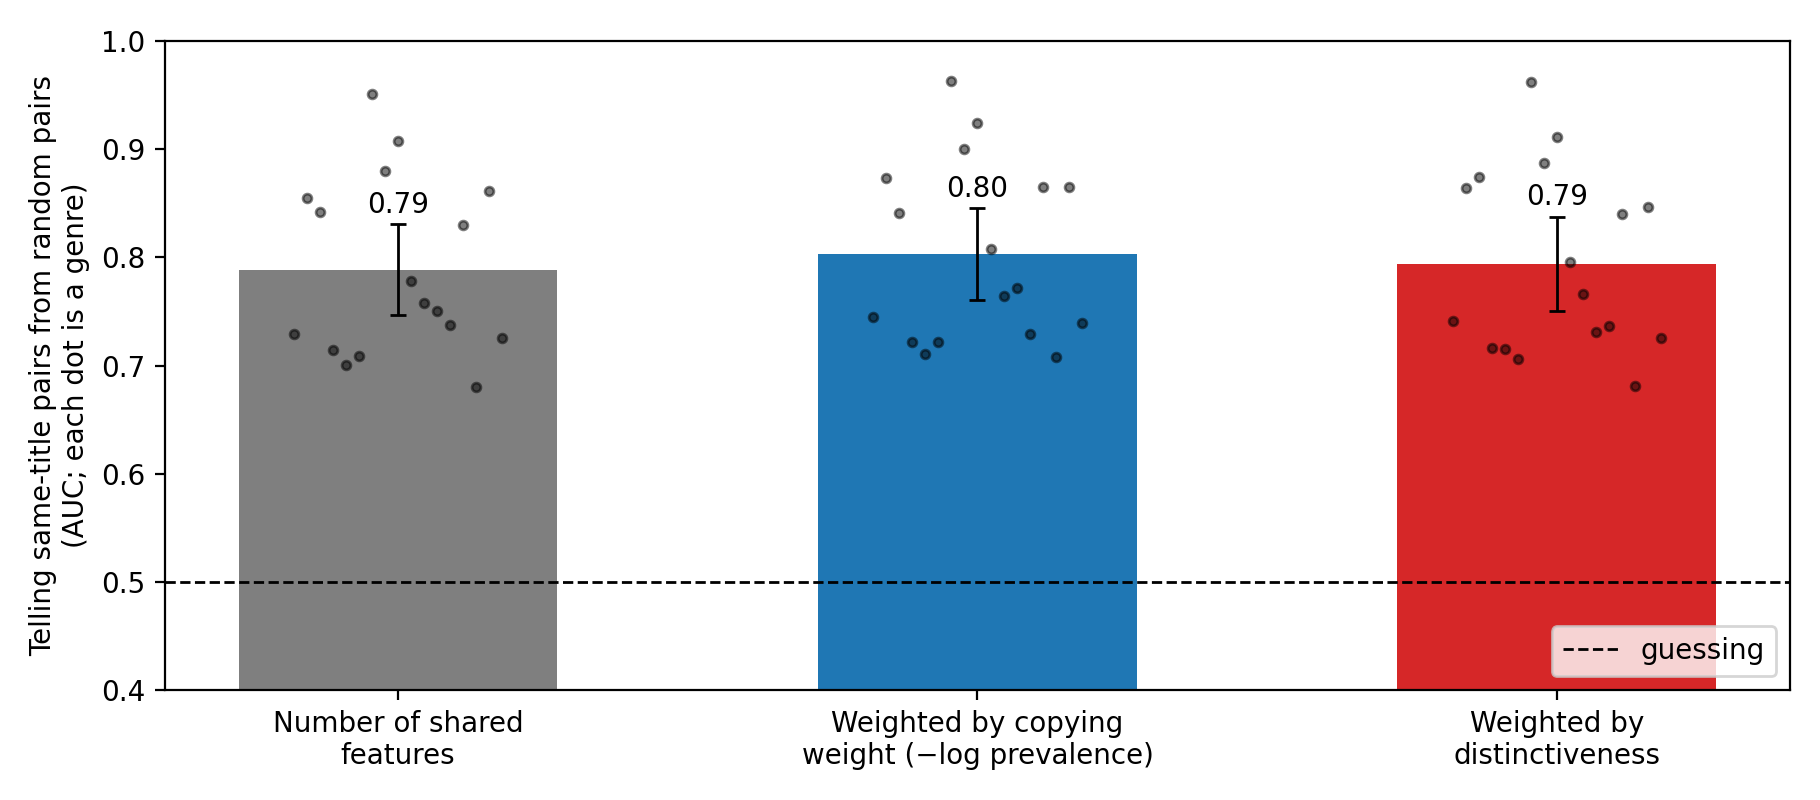 Telling same-title pairs from random pairs
(AUC; each dot is a genre)
1.0
0.9
0.8
0.7
0.6
0.5
0.4
0.79
0.80
0.79
guessing
Number of shared
features
Weighted by copying
weight (−log prevalence)
Weighted by
distinctiveness